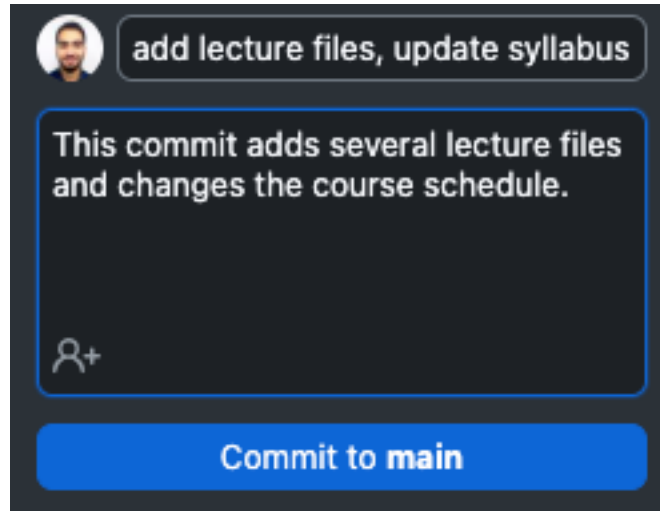 add lecture files, update syllabus
This commit adds several lecture files
and changes the course schedule.
Commit to main